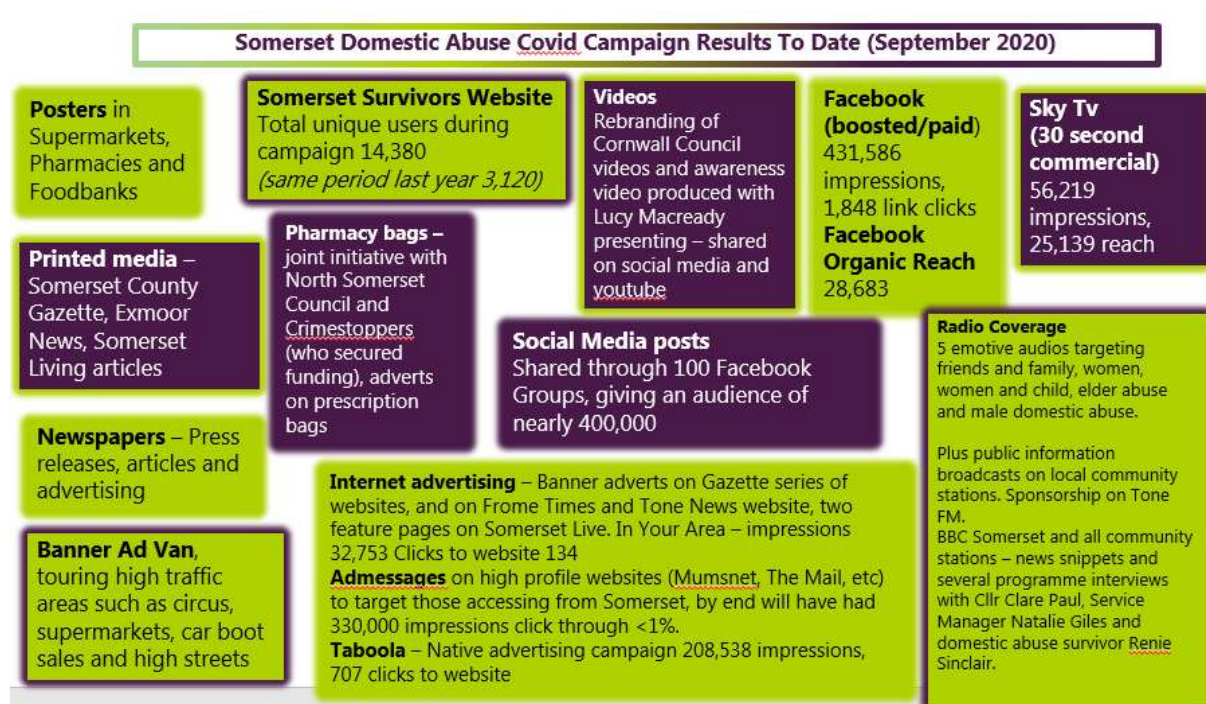 Somerset Domestic Abuse Covid Campaign Results To Date (September 2020)
Posters in
Supermarkets,
Pharmacies and
Foodbanks
Somerset Survivors Website
Total unique users during
campaign 14,380
(same period last year 3,120)
Videos
Rebranding of
Cornwall Council
videos and awareness
video produced with
Lucy Macready
presenting – shared
on social media and
youtube
Facebook
(boosted/paid)
431,586
impressions,
1,848 link clicks
Facebook
Organic Reach
28,683
Sky Tv
(30 second
commercial)
56,219
impressions,
25,139 reach
Printed media –
Somerset County
Gazette, Exmoor
News, Somerset
Living articles
Pharmacy bags –
joint initiative with
North Somerset
Council and
Crimestoppers
(who secured
funding), adverts
on prescription
bags
Social Media posts
Shared through 100 Facebook
Groups, giving an audience of
nearly 400,000
Radio Coverage
5 emotive audios targeting
friends and family, women,
women and child, elder abuse
and male domestic abuse.
Plus public information
broadcasts on local community
stations. Sponsorship on Tone
FM.
BBC Somerset and all community
stations – news snippets and
several programme interviews
with Cllr Clare Paul, Service
Manager Natalie Giles and
domestic abuse survivor Renie
Sinclair.
Newspapers – Press
releases, articles and
advertising
Banner Ad Van,
touring high traffic
areas such as circus,
supermarkets, car boot
sales and high streets
Internet advertising – Banner adverts on Gazette series of
websites, and on Frome Times and Tone News website, two
feature pages on Somerset Live. In Your Area – impressions
32,753 Clicks to website 134
Admessages on high profile websites (Mumsnet, The Mail, etc)
to target those accessing from Somerset, by end will have had
330,000 impressions click through <1%.
Taboola – Native advertising campaign 208,538 impressions,
707 clicks to website